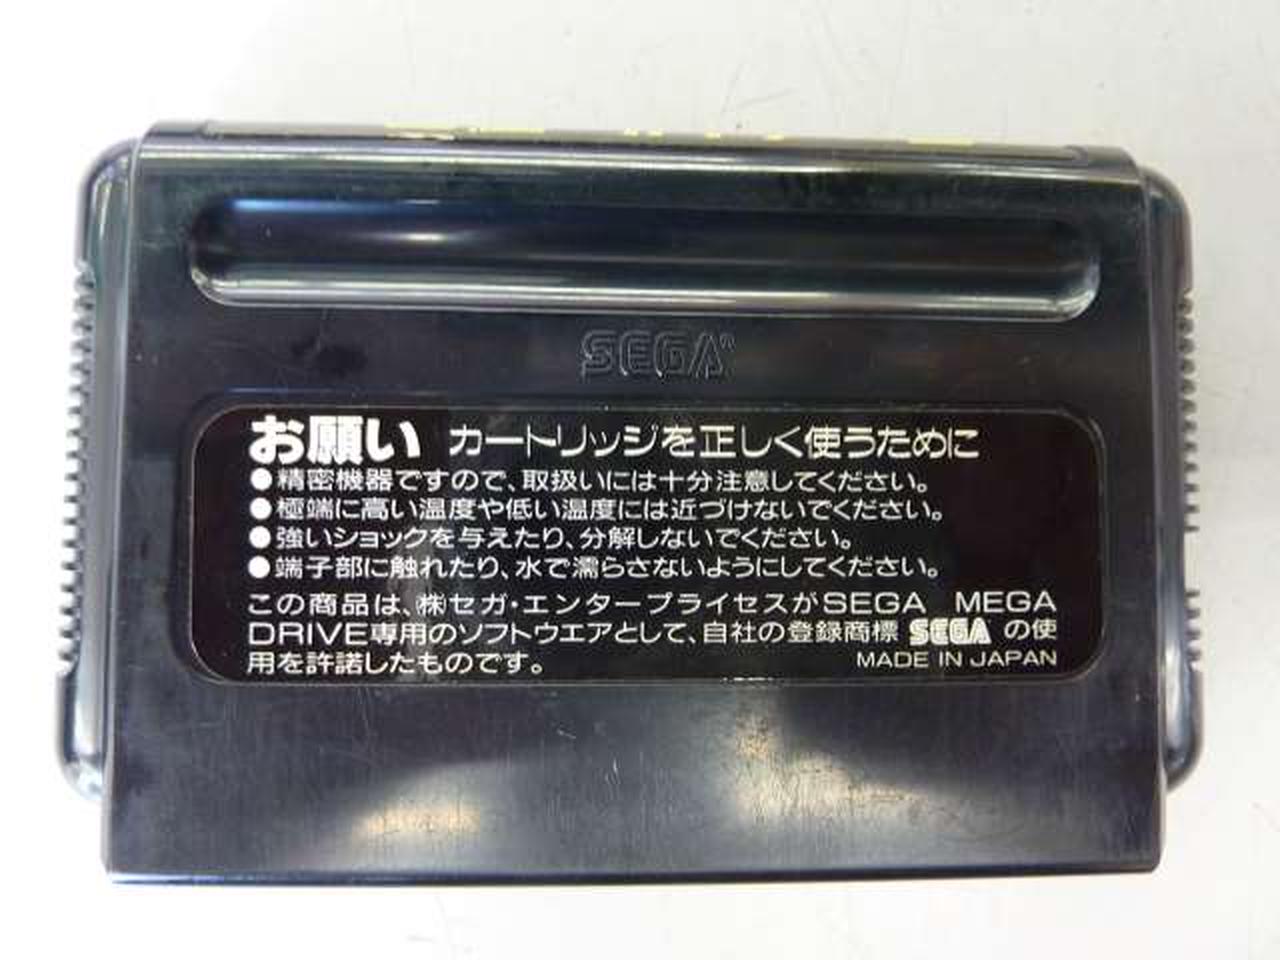 SEGA
お願い カートリッジを正しく使うために
●精密機器ですので、取扱いには十分注意してください。
●極端に高い温度や低い温度には近づけないでください。
●強いショックを与えたり、分解しないでください。
●端子部に触れたり、水で濡らさないようにしてください。
この商品は、㈱セガ・エンタープライセスがSEGA MEGA
DRIVE専用のソフトウエアとして、自社の登録商標 SEGA の使
用を許諾したものです。 MADE IN JAPAN